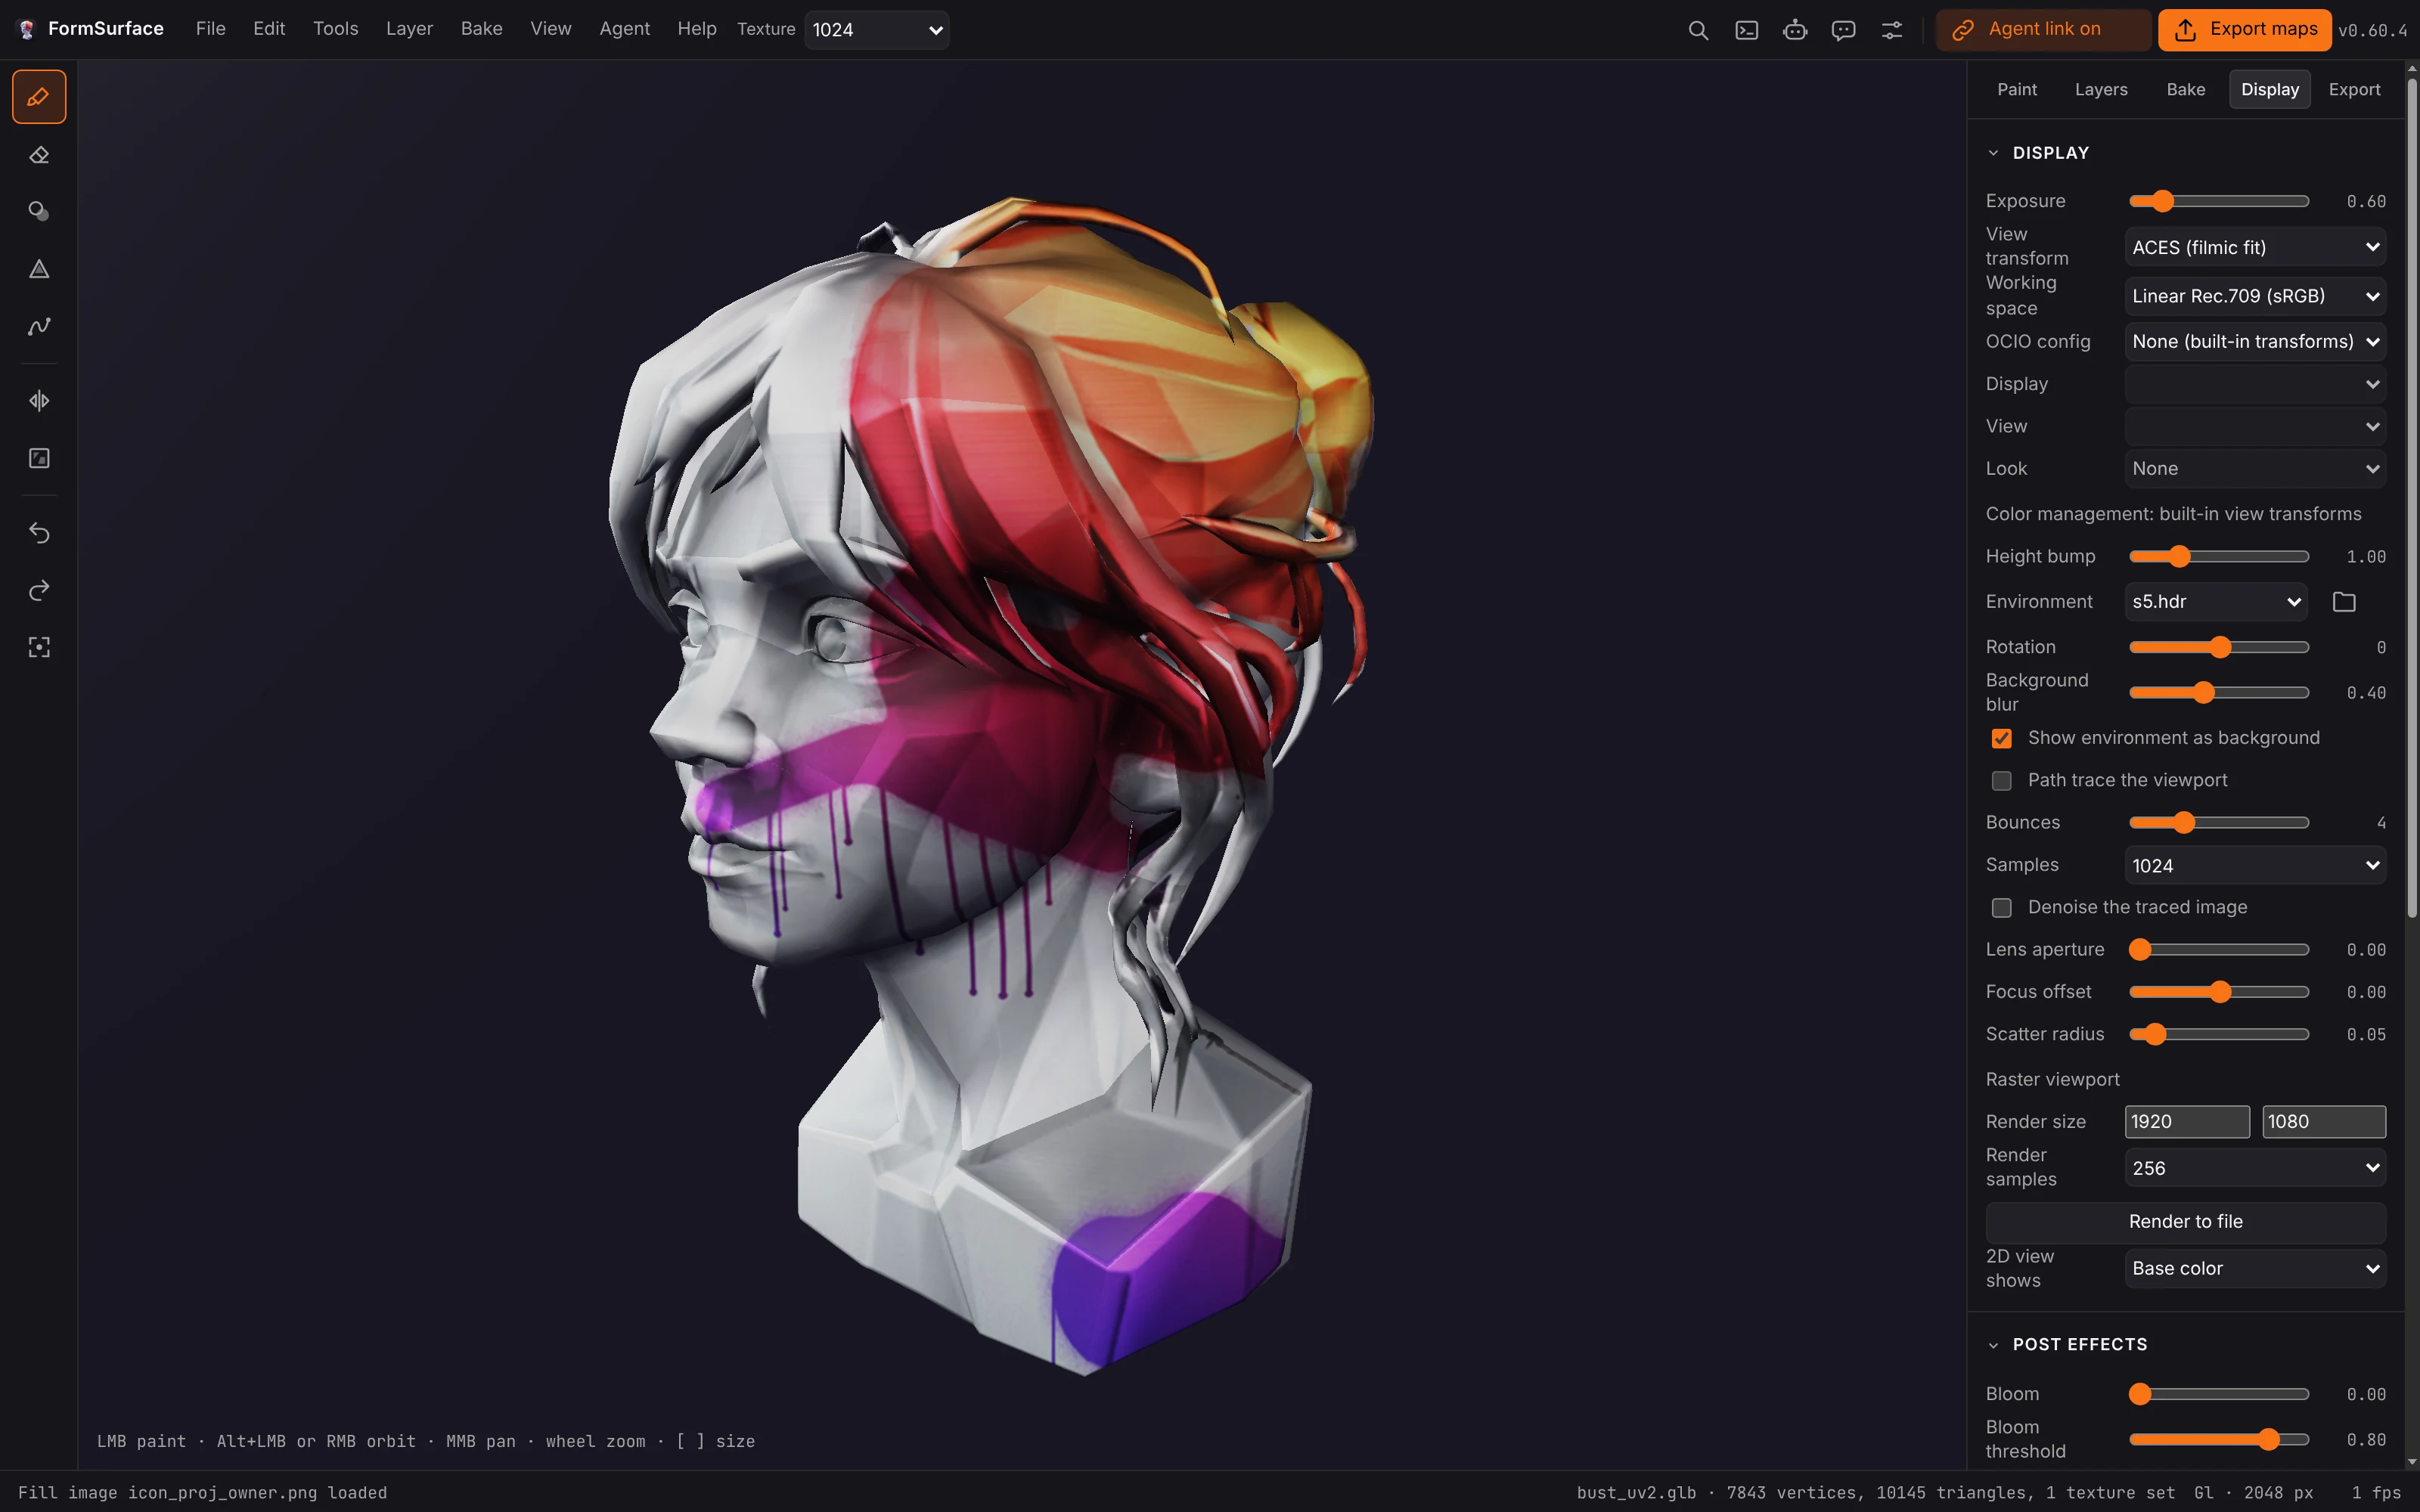 FormSurface File Edit Tools Layer Bake View Agent Help Texture 1024 Agent link on Export maps v0.60.4
Paint Layers Bake Display Export
DISPLAY
Exposure 0.60
View transform ACES (filmic fit)
Working space Linear Rec.709 (sRGB)
OCIO config None (built-in transforms)
Display
View
Look None
Color management: built-in view transforms
Height bump 1.00
Environment s5.hdr
Rotation 0
Background blur 0.40
Show environment as background
Path trace the viewport
Bounces 4
Samples 1024
Denoise the traced image
Lens aperture 0.00
Focus offset 0.00
Scatter radius 0.05
Raster viewport
Render size 1920 1080
Render samples 256
Render to file
2D view shows Base color
POST EFFECTS
Bloom 0.00
Bloom threshold 0.80
LMB paint · Alt+LMB or RMB orbit · MMB pan · wheel zoom · [ ] size
Fill image icon_proj_owner.png loaded
bust_uv2.glb · 7843 vertices, 10145 triangles, 1 texture set Gl · 2048 px 1 fps